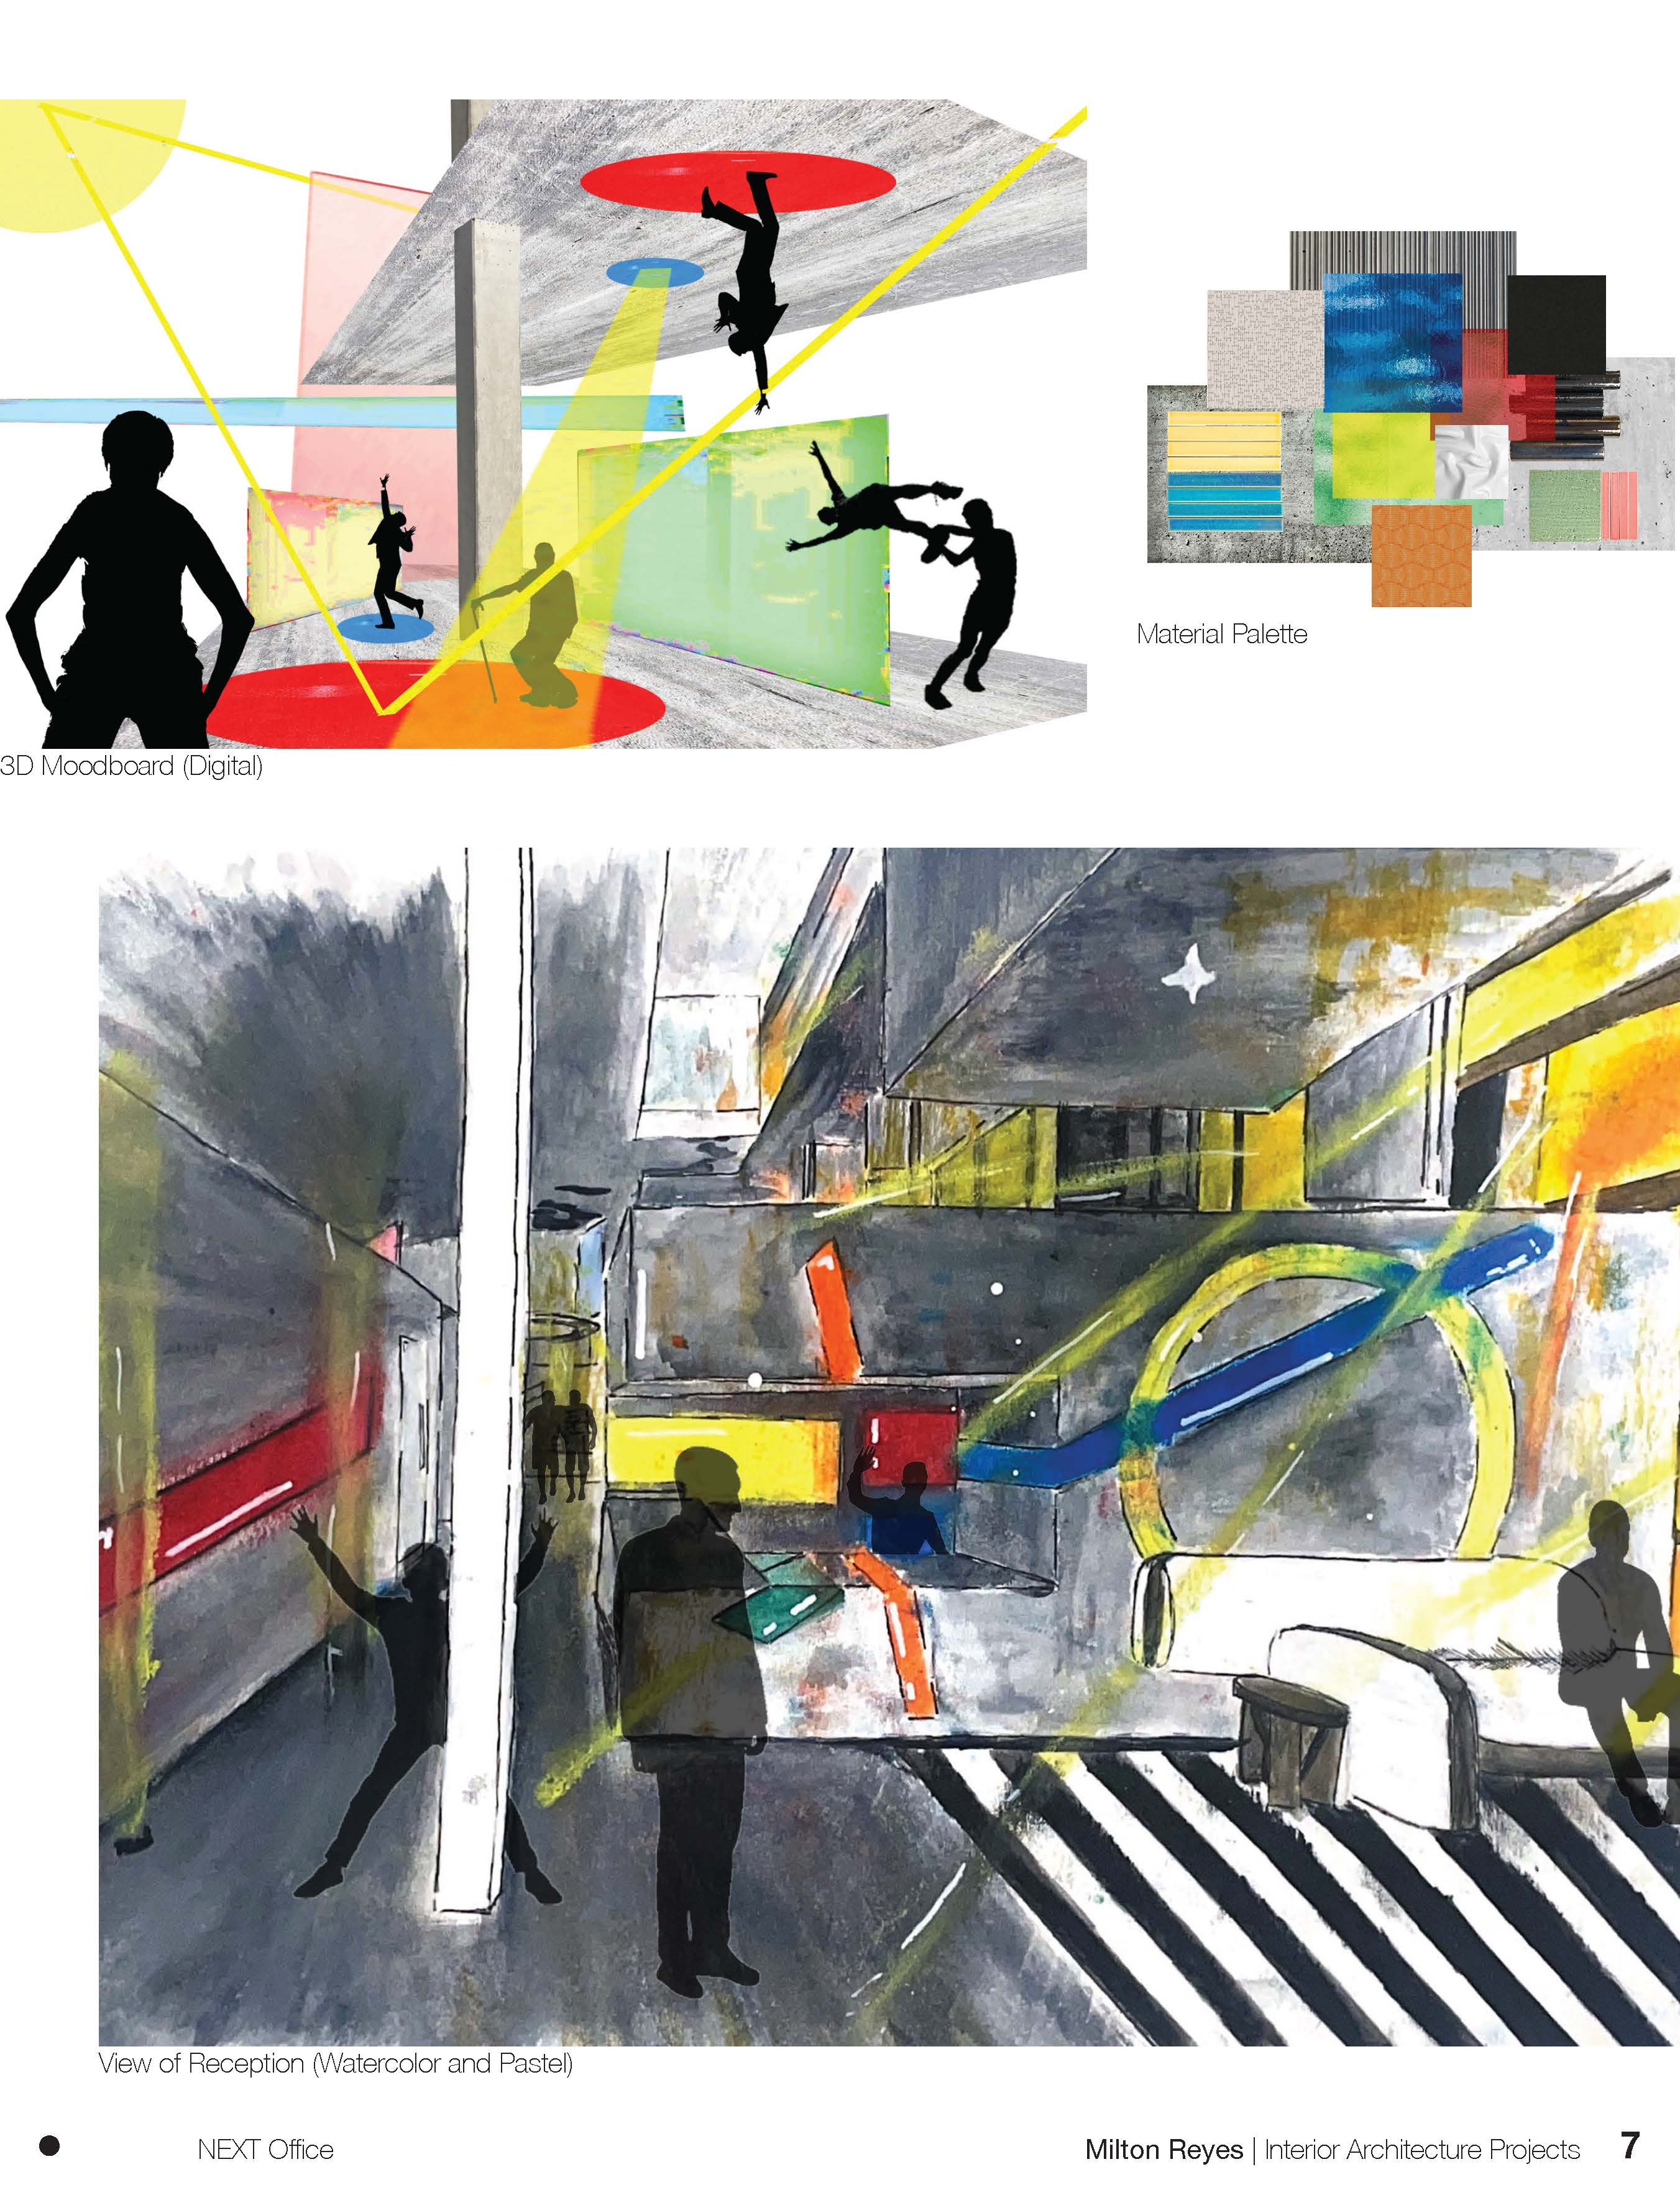 3D Moodboard (Digital)
Material Palette
View of Reception (Watercolor and Pastel)
NEXT Office
Milton Reyes | Interior Architecture Projects 7